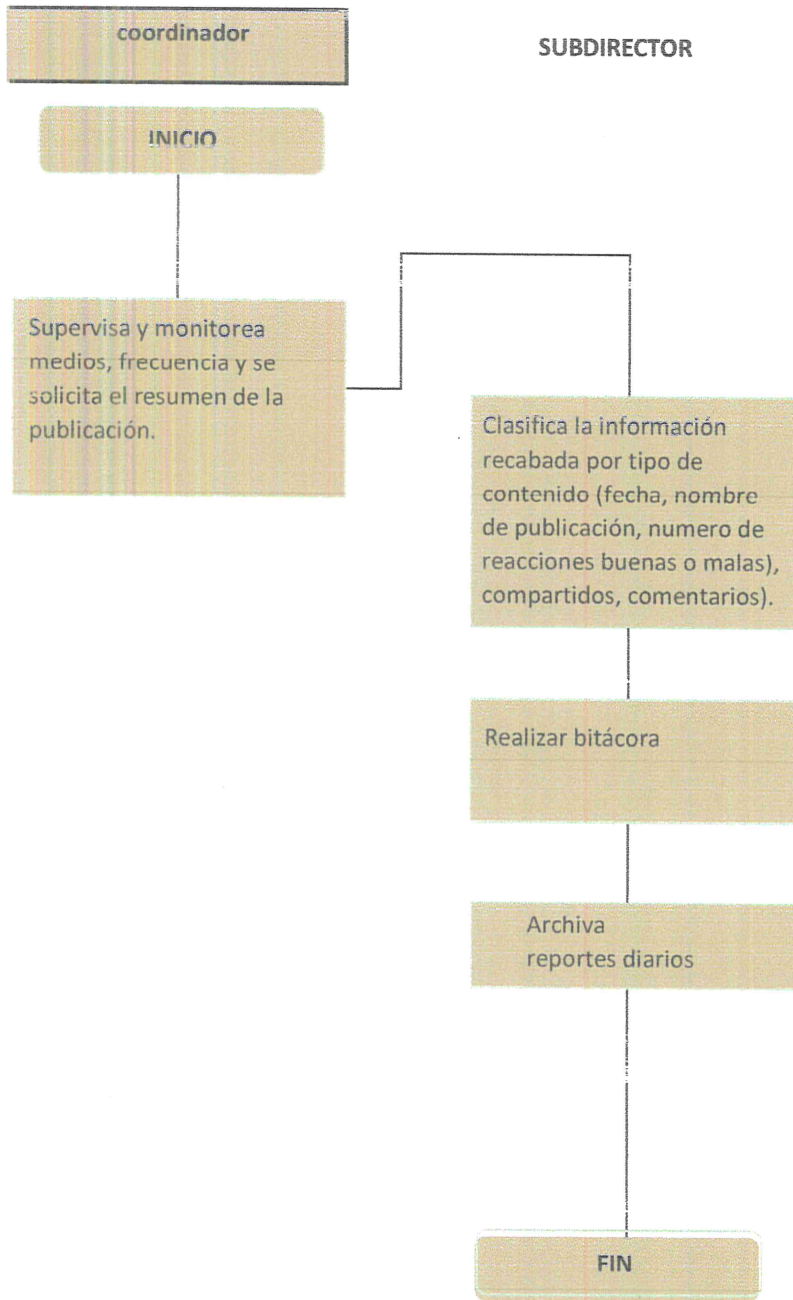 coordinador
SUBDIRECTOR
INICIO
Supervisa y monitorea
medios, frecuencia y se
solicita el resumen de la
publicación.
Clasifica la información
recabada por tipo de
contenido (fecha, nombre
de publicación, numero de
reacciones buenas o malas),
compartidos, comentarios).
Realizar bitácora
Archiva
reportes diarios
FIN